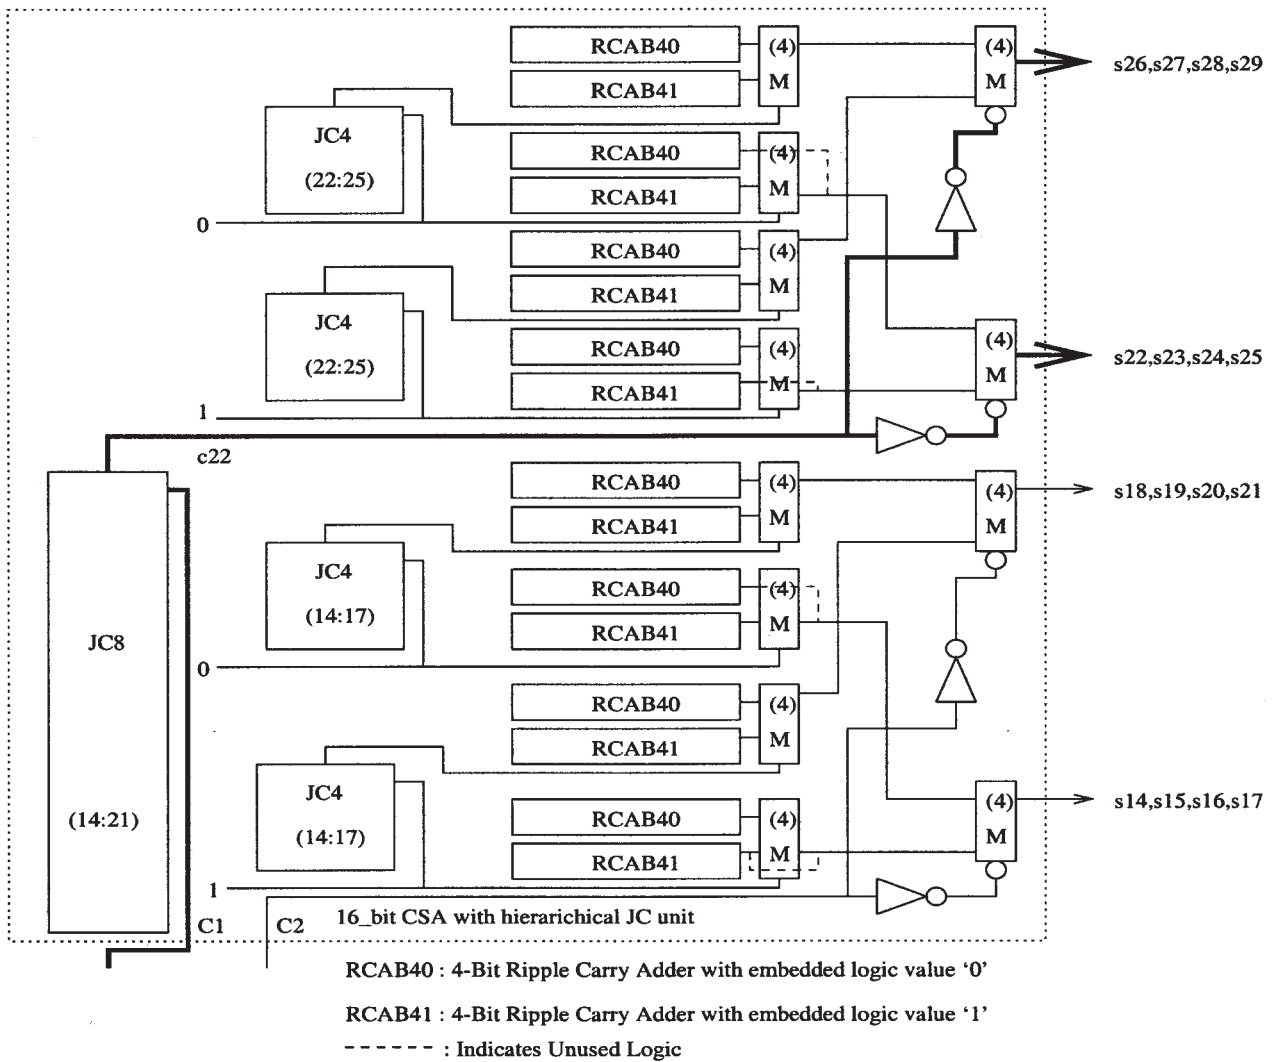 RCAB40
(4)
(4)
s26,s27,s28,s29
RCAB41
M
M
JC4
(22:25)
RCAB40
(4)
RCAB41
M
0
RCAB40
(4)
RCAB41
M
JC4
(22:25)
RCAB40
(4)
(4)
s22,s23,s24,s25
RCAB41
M
M
1
c22
RCAB40
(4)
(4)
s18,s19,s20,s21
RCAB41
M
M
JC4
(14:17)
RCAB40
(4)
RCAB41
M
JC8
0
RCAB40
(4)
RCAB41
M
JC4
(14:17)
RCAB40
(4)
(4)
s14,s15,s16,s17
(14:21)
RCAB41
M
M
1
C1
C2
16_bit CSA with hierarichical JC unit
RCAB40 : 4-Bit Ripple Carry Adder with embedded logic value ‘0’
RCAB41 : 4-Bit Ripple Carry Adder with embedded logic value ‘1’
------- : Indicates Unused Logic